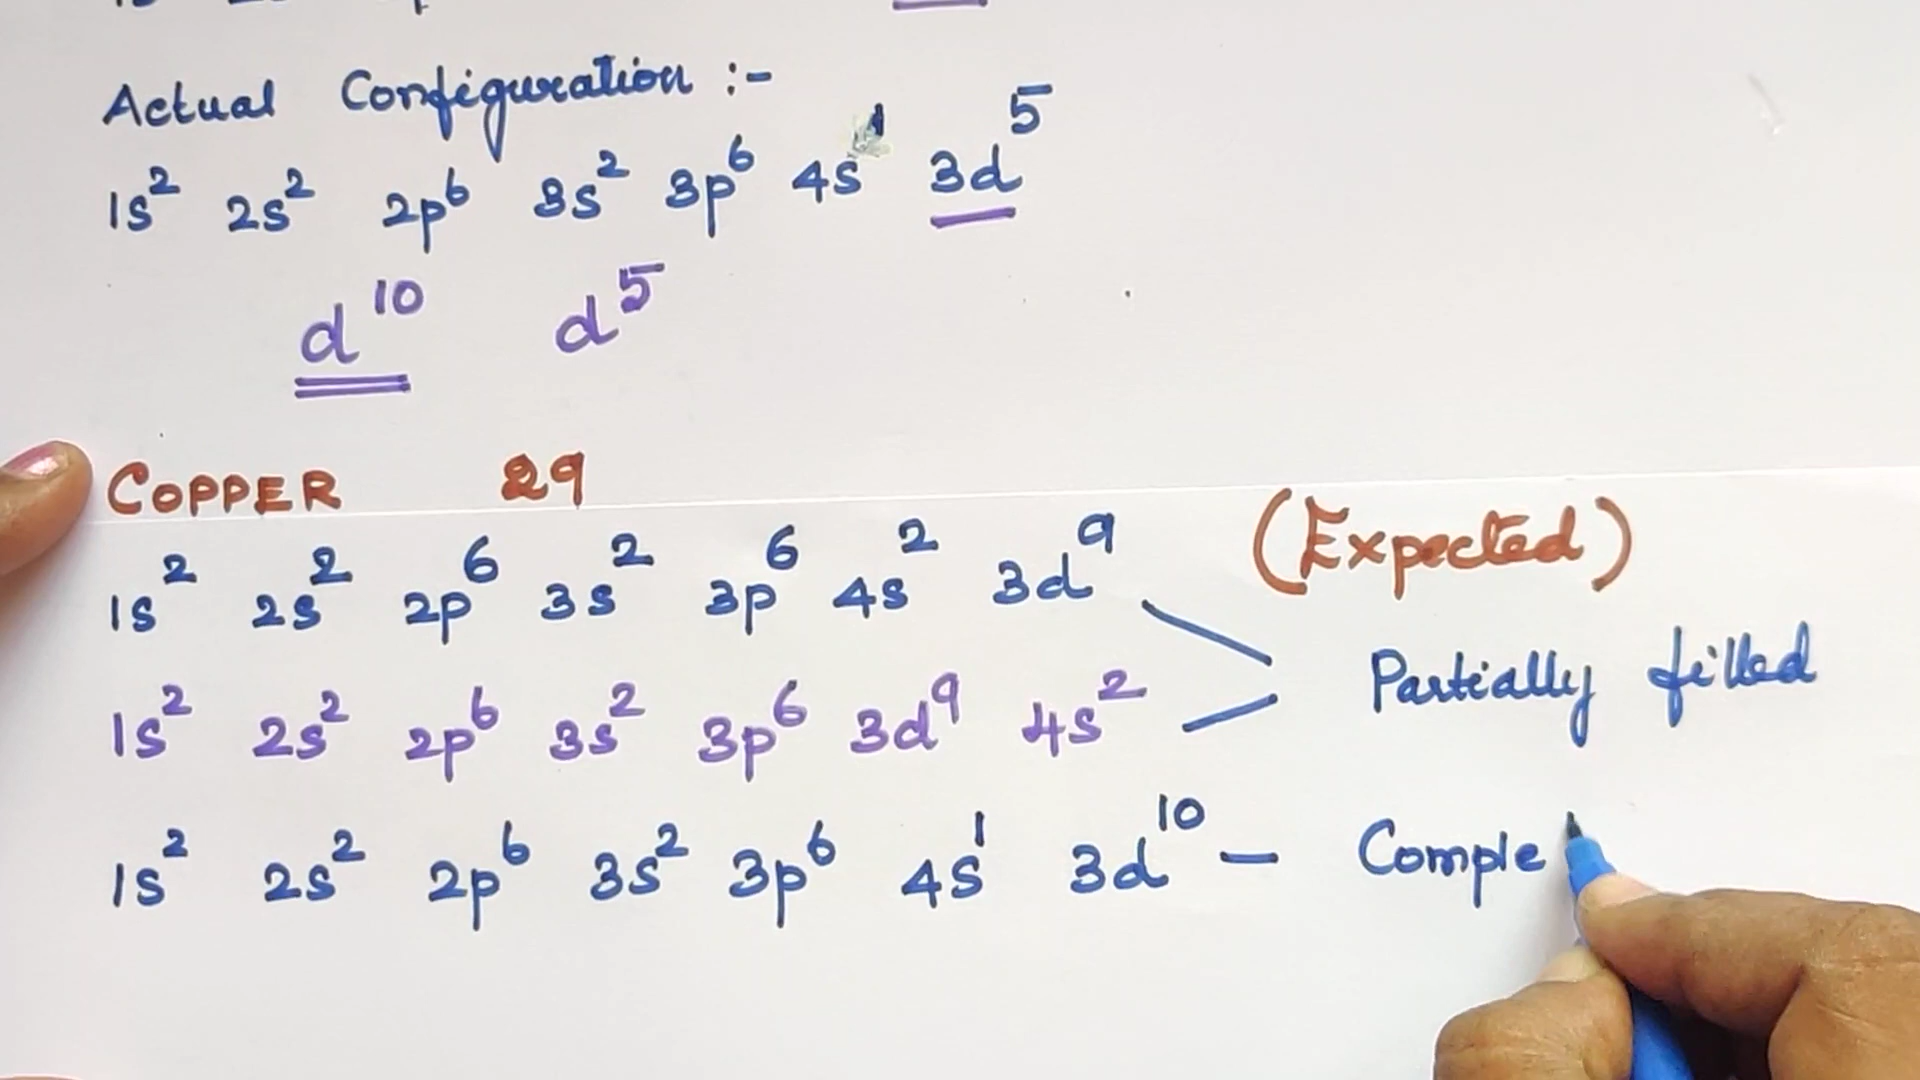 Actual Configuration :-
1s² 2s² 2p⁶ 3s² 3p⁶ 4s¹ 3d⁵
d¹⁰ d⁵
COPPER 29
1s² 2s² 2p⁶ 3s² 3p⁶ 4s² 3d⁹ (Expected)
Partially filled
1s² 2s² 2p⁶ 3s² 3p⁶ 3d⁹ 4s²
1s² 2s² 2p⁶ 3s² 3p⁶ 4s¹ 3d¹⁰ — Comple